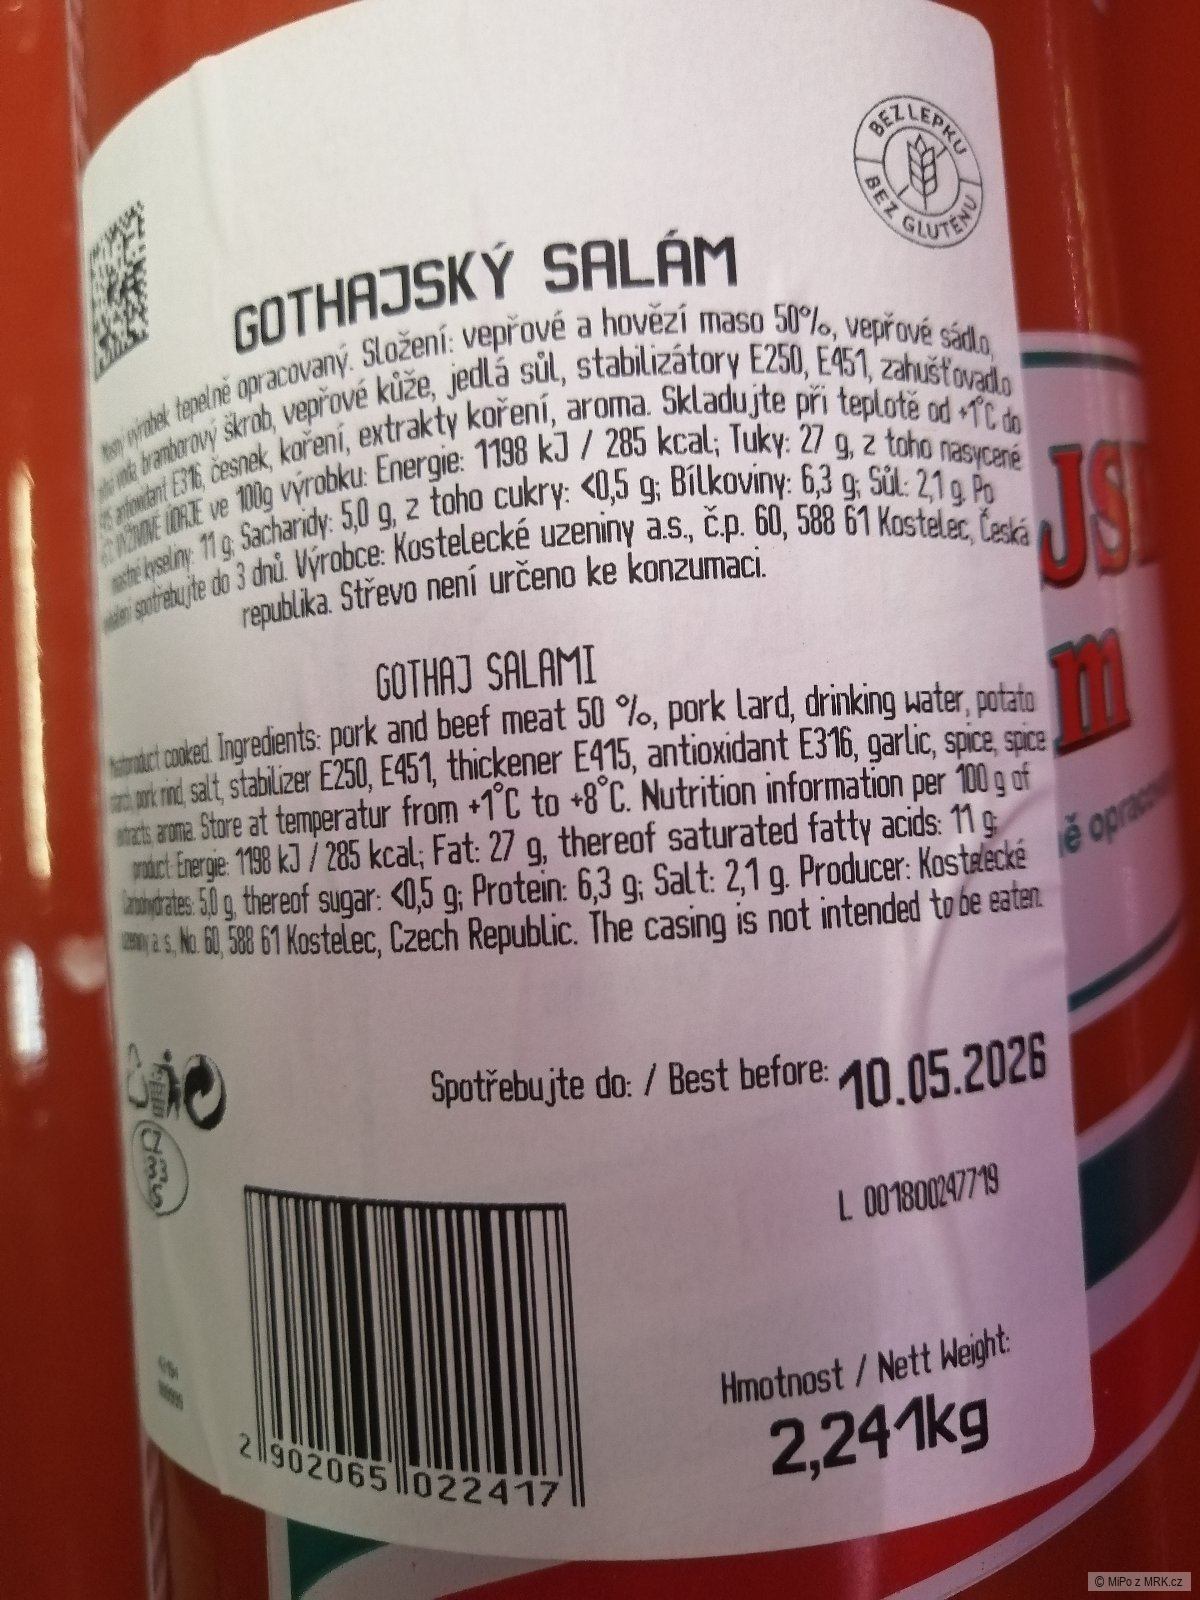 BEZ LEPKU
BEZ GLUTÉNU
GOTHAJSKÝ SALÁM
výrobek tepelně opracovaný. Složení: vepřové a hovězí maso 50%, vepřové sádlo,
voda, bramborový škrob, vepřové kůže, jedlá sůl, stabilizátory E250, E451, zahušťovadlo
antioxidant E316, česnek, koření, extrakty koření, aroma. Skladujte při teplotě od +1°C do
VÝŽIVOVÉ ÚDAJE ve 100g výrobku: Energie: 1198 kJ / 285 kcal; Tuky: 27 g, z toho nasycené
mastné kyseliny: 11 g; Sacharidy: 5,0 g, z toho cukry: <0,5 g; Bílkoviny: 6,3 g; Sůl: 2,1 g. Po
spotřebujte do 3 dnů. Výrobce: Kostelecké uzeniny a.s., č.p. 60, 588 61 Kostelec, Česká
republika. Střevo není určeno ke konzumaci.
GOTHAJ SALAMI
cooked. Ingredients: pork and beef meat 50 %, pork lard, drinking water, potato
starch, pork rind, salt, stabilizer E250, E451, thickener E415, antioxidant E316, garlic, spice, spice
extracts, aroma. Store at temperatur from +1°C to +8°C. Nutrition information per 100 g of
product: Energie: 1198 kJ / 285 kcal; Fat: 27 g, thereof saturated fatty acids: 11 g;
Carbohydrates: 5,0 g, thereof sugar: <0,5 g; Protein: 6,3 g; Salt: 2,1 g. Producer: Kostelecké
uzeniny a. s., No. 60, 588 61 Kostelec, Czech Republic. The casing is not intended to be eaten.
Spotřebujte do: / Best before: 10.05.2026
L 001800247719
Hmotnost / Nett Weight:
2,241kg
2 902065 022417
JSK
m
ě oprac
© MiPo z MRK.cz